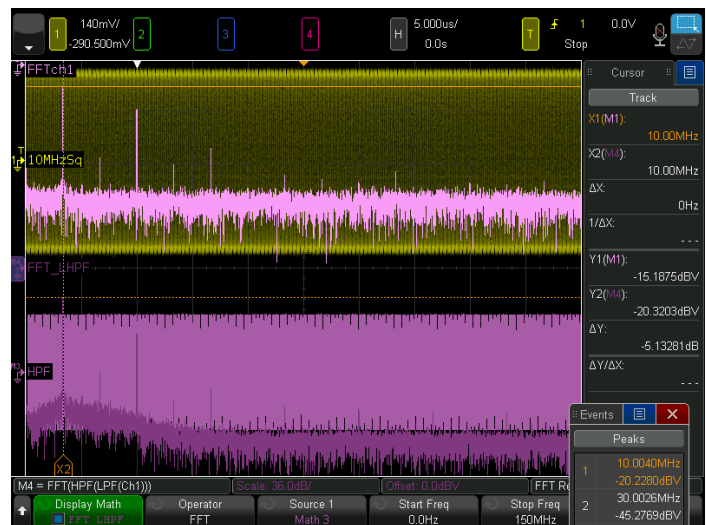 1 140mV/ 2 3 4 H 5.000us/ T 1 0.0V
-290.500mV 0.0s Stop
FFTch1
Cursor
Track
X1(M1):
10.00MHz
1 T 10MHzSq
X2(M4):
10.00MHz
ΔX:
0Hz
1/ΔX:
---
Y1(M1):
-15.1875dBV
FFT_LHPF
Y2(M4):
-20.3203dBV
ΔY:
-5.13281dB
ΔY/ΔX:
---
M3 HPF
Events
Peaks
1 10.0040MHz
-20.2280dBV
2 30.0026MHz
-45.2769dBV
X2
M4 = FFT(HPF(LPF(Ch1))) Scale: 36.0dB/ Offset: 0.0dBV FFT Re
Display Math Operator Source 1 Start Freq Stop Freq
FFT_LHPF FFT Math 3 0.0Hz 150MHz